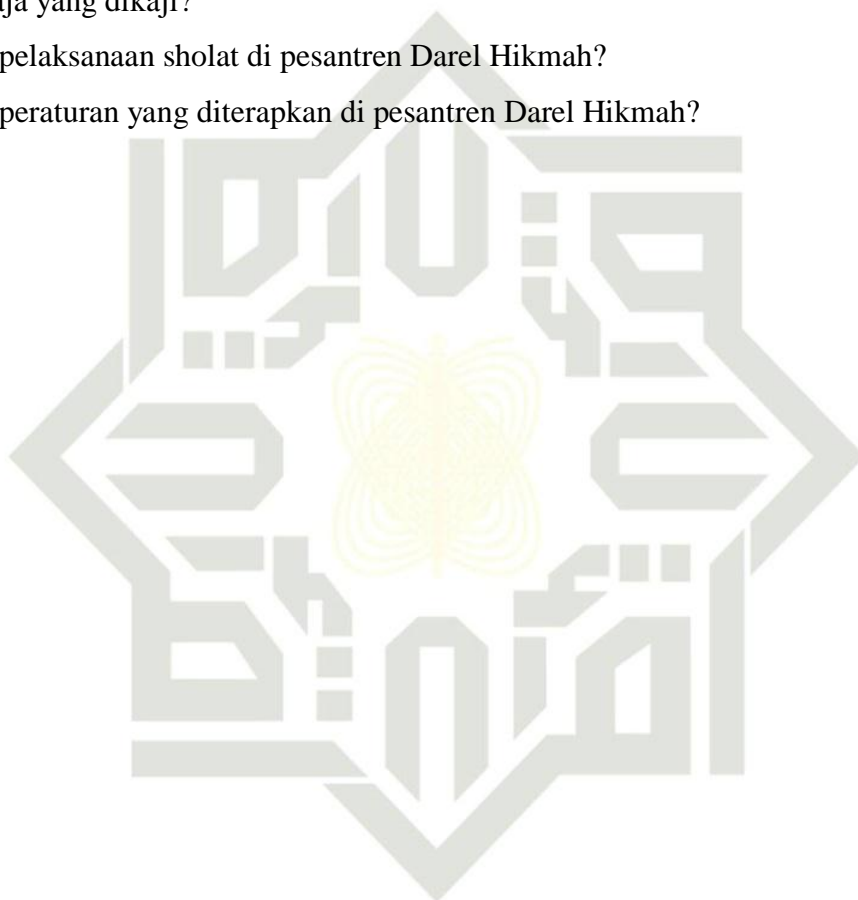 yang dikaji?
pelaksanaan sholat di pesantren Darel Hikmah?
peraturan yang diterapkan di pesantren Darel Hikmah?